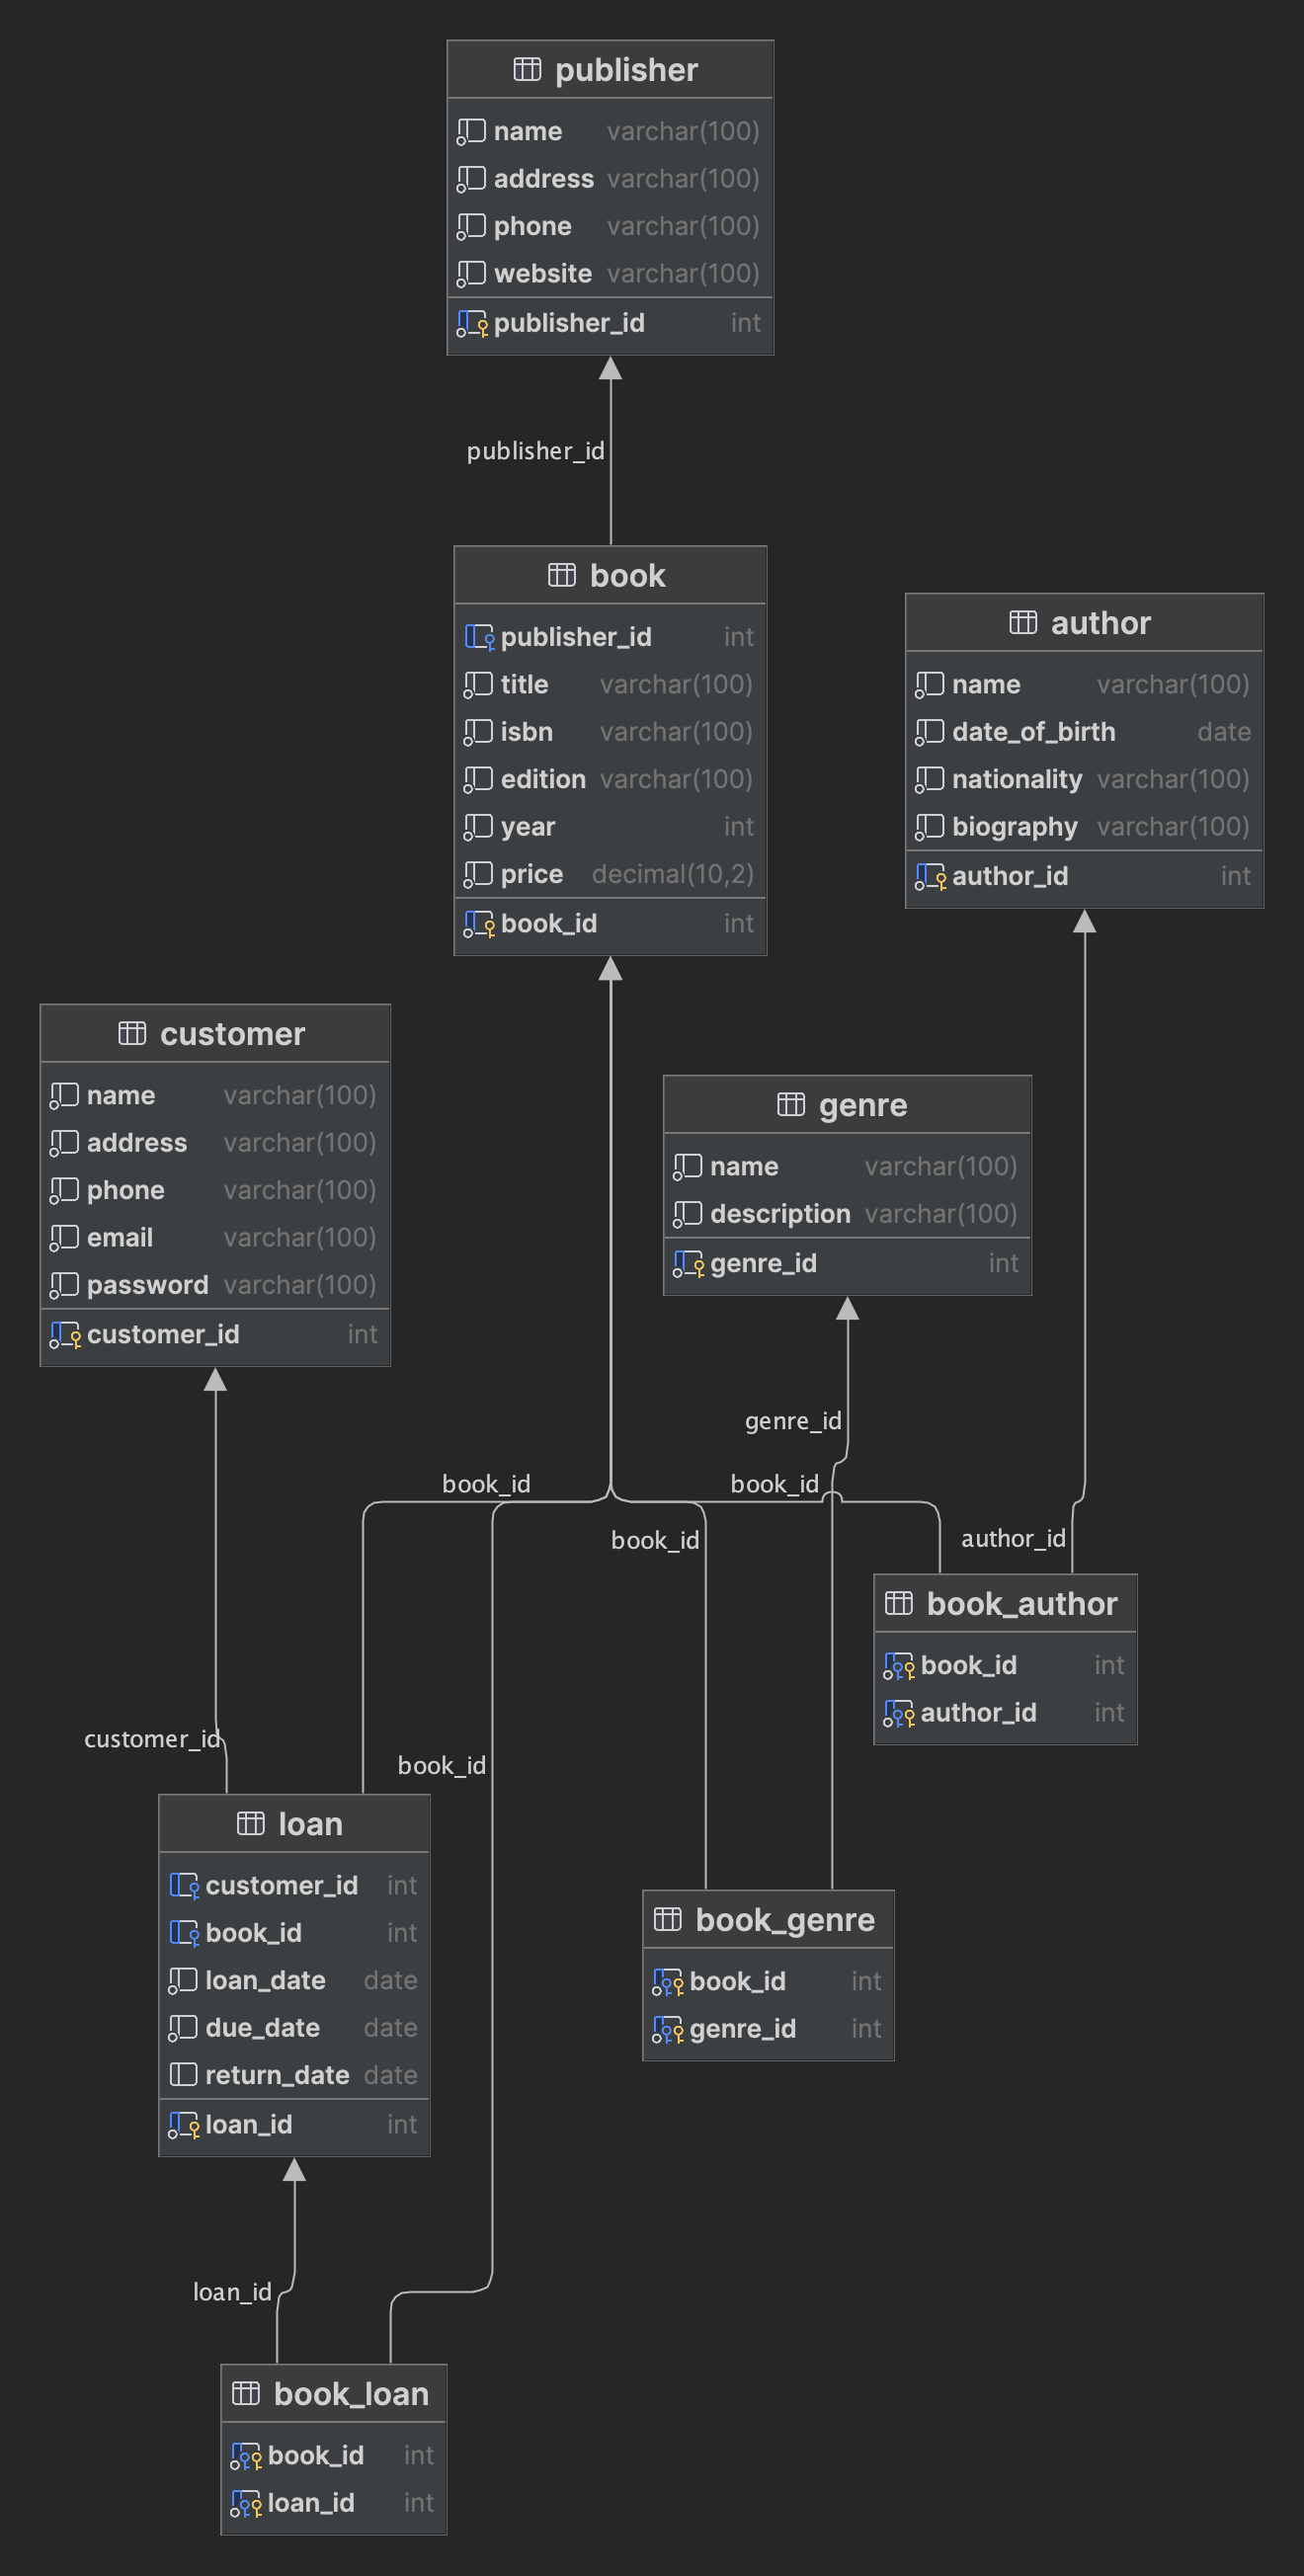 publisher
name varchar(100)
address varchar(100)
phone varchar(100)
website varchar(100)
publisher_id int
publisher_id
book
publisher_id int
title varchar(100)
isbn varchar(100)
edition varchar(100)
year int
price decimal(10,2)
book_id int
author
name varchar(100)
date_of_birth date
nationality varchar(100)
biography varchar(100)
author_id int
customer
name varchar(100)
address varchar(100)
phone varchar(100)
email varchar(100)
password varchar(100)
customer_id int
genre
name varchar(100)
description varchar(100)
genre_id int
genre_id
book_id
book_id
book_id
author_id
book_author
book_id int
author_id int
customer_id
book_id
loan
customer_id int
book_id int
loan_date date
due_date date
return_date date
loan_id int
book_genre
book_id int
genre_id int
loan_id
book_loan
book_id int
loan_id int